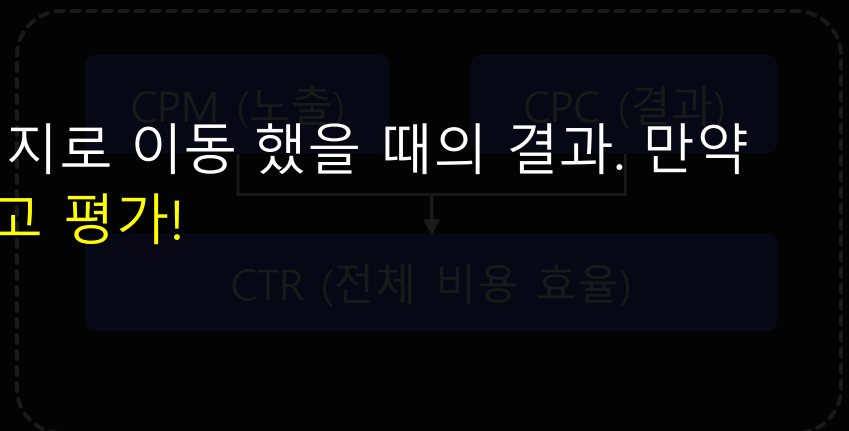 CPM (노출)
CPC (결과)
지로 이동 했을 때의 결과. 만약
고 평가!
CTR (전체 비용 효율)